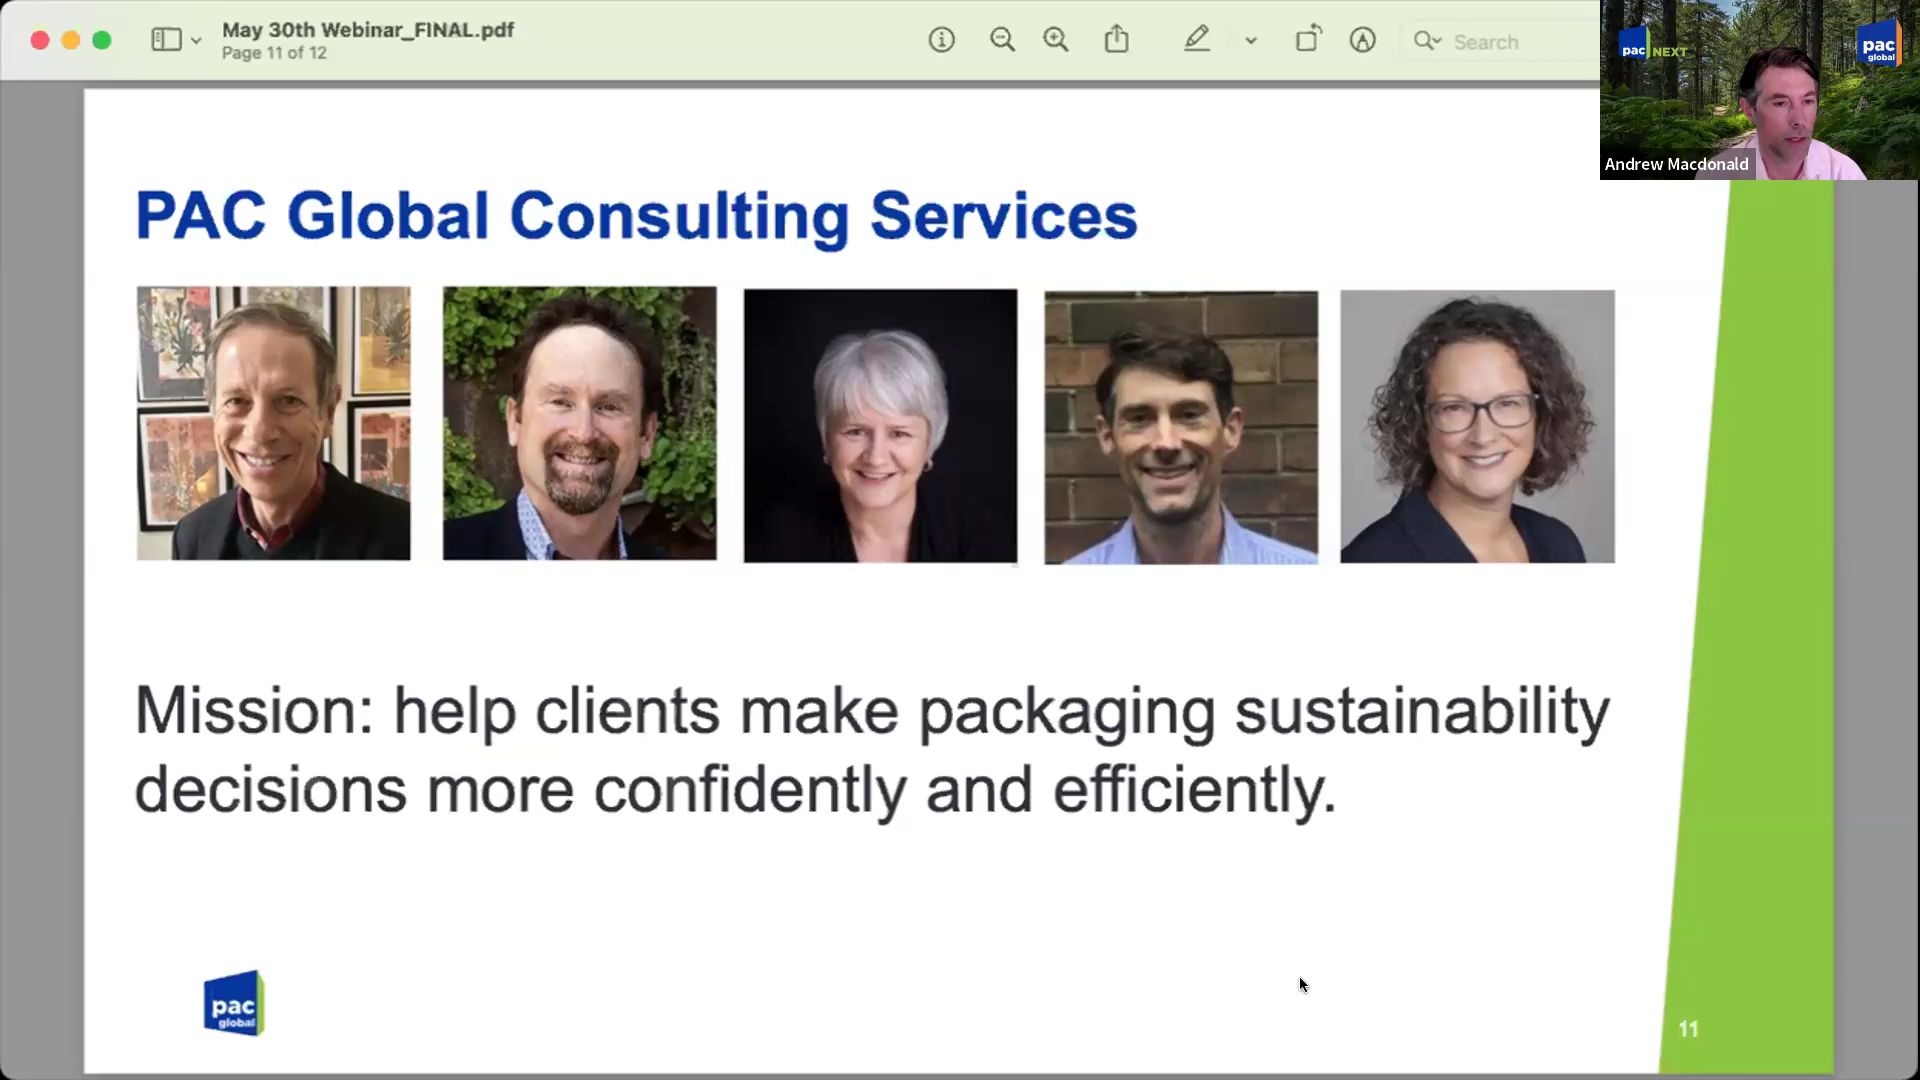 May 30th Webinar_FINAL.pdf
Page 11 of 12
Search
pac NEXT
pac
global
Andrew Macdonald
PAC Global Consulting Services
Mission: help clients make packaging sustainability
decisions more confidently and efficiently.
pac
global
11